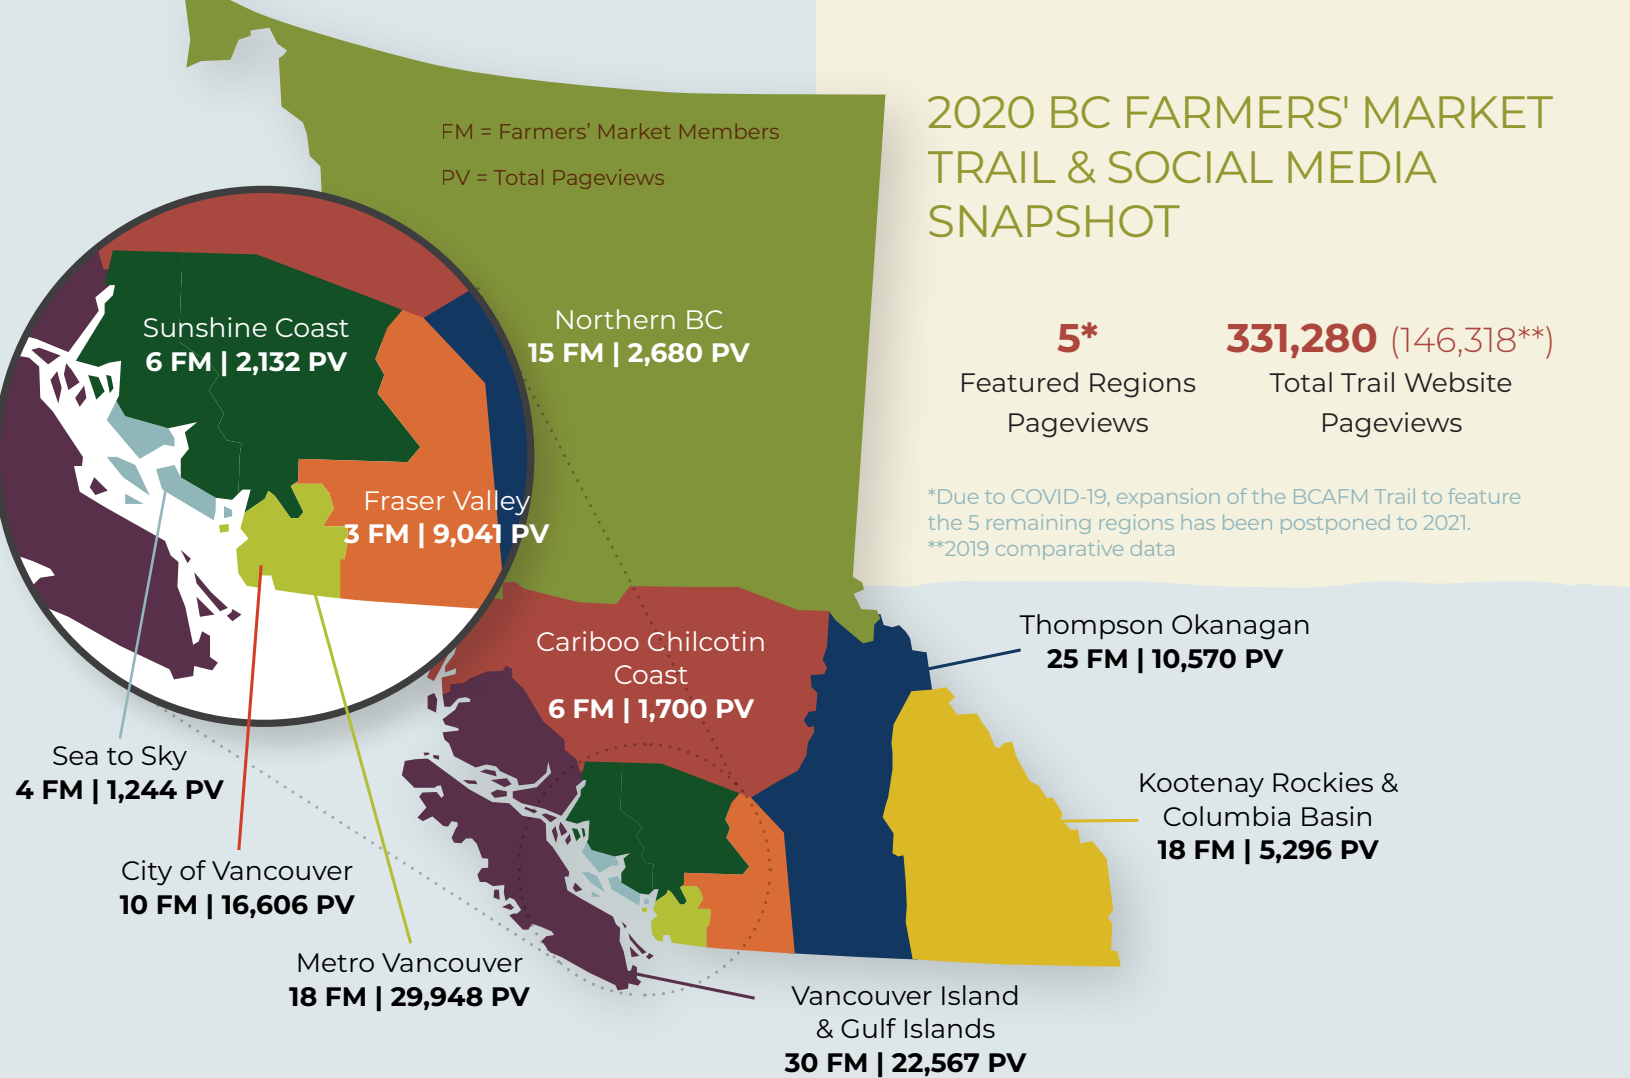 FM = Farmers’ Market Members
PV = Total Pageviews
2020 BC FARMERS' MARKET
TRAIL & SOCIAL MEDIA
SNAPSHOT
5*
Featured Regions
Pageviews
331,280 (146,318**)
Total Trail Website
Pageviews
*Due to COVID-19, expansion of the BCAFM Trail to feature
the 5 remaining regions has been postponed to 2021.
**2019 comparative data
Sunshine Coast
6 FM | 2,132 PV
Northern BC
15 FM | 2,680 PV
Fraser Valley
3 FM | 9,041 PV
Cariboo Chilcotin
Coast
6 FM | 1,700 PV
Thompson Okanagan
25 FM | 10,570 PV
Sea to Sky
4 FM | 1,244 PV
Kootenay Rockies &
Columbia Basin
18 FM | 5,296 PV
City of Vancouver
10 FM | 16,606 PV
Metro Vancouver
18 FM | 29,948 PV
Vancouver Island
& Gulf Islands
30 FM | 22,567 PV